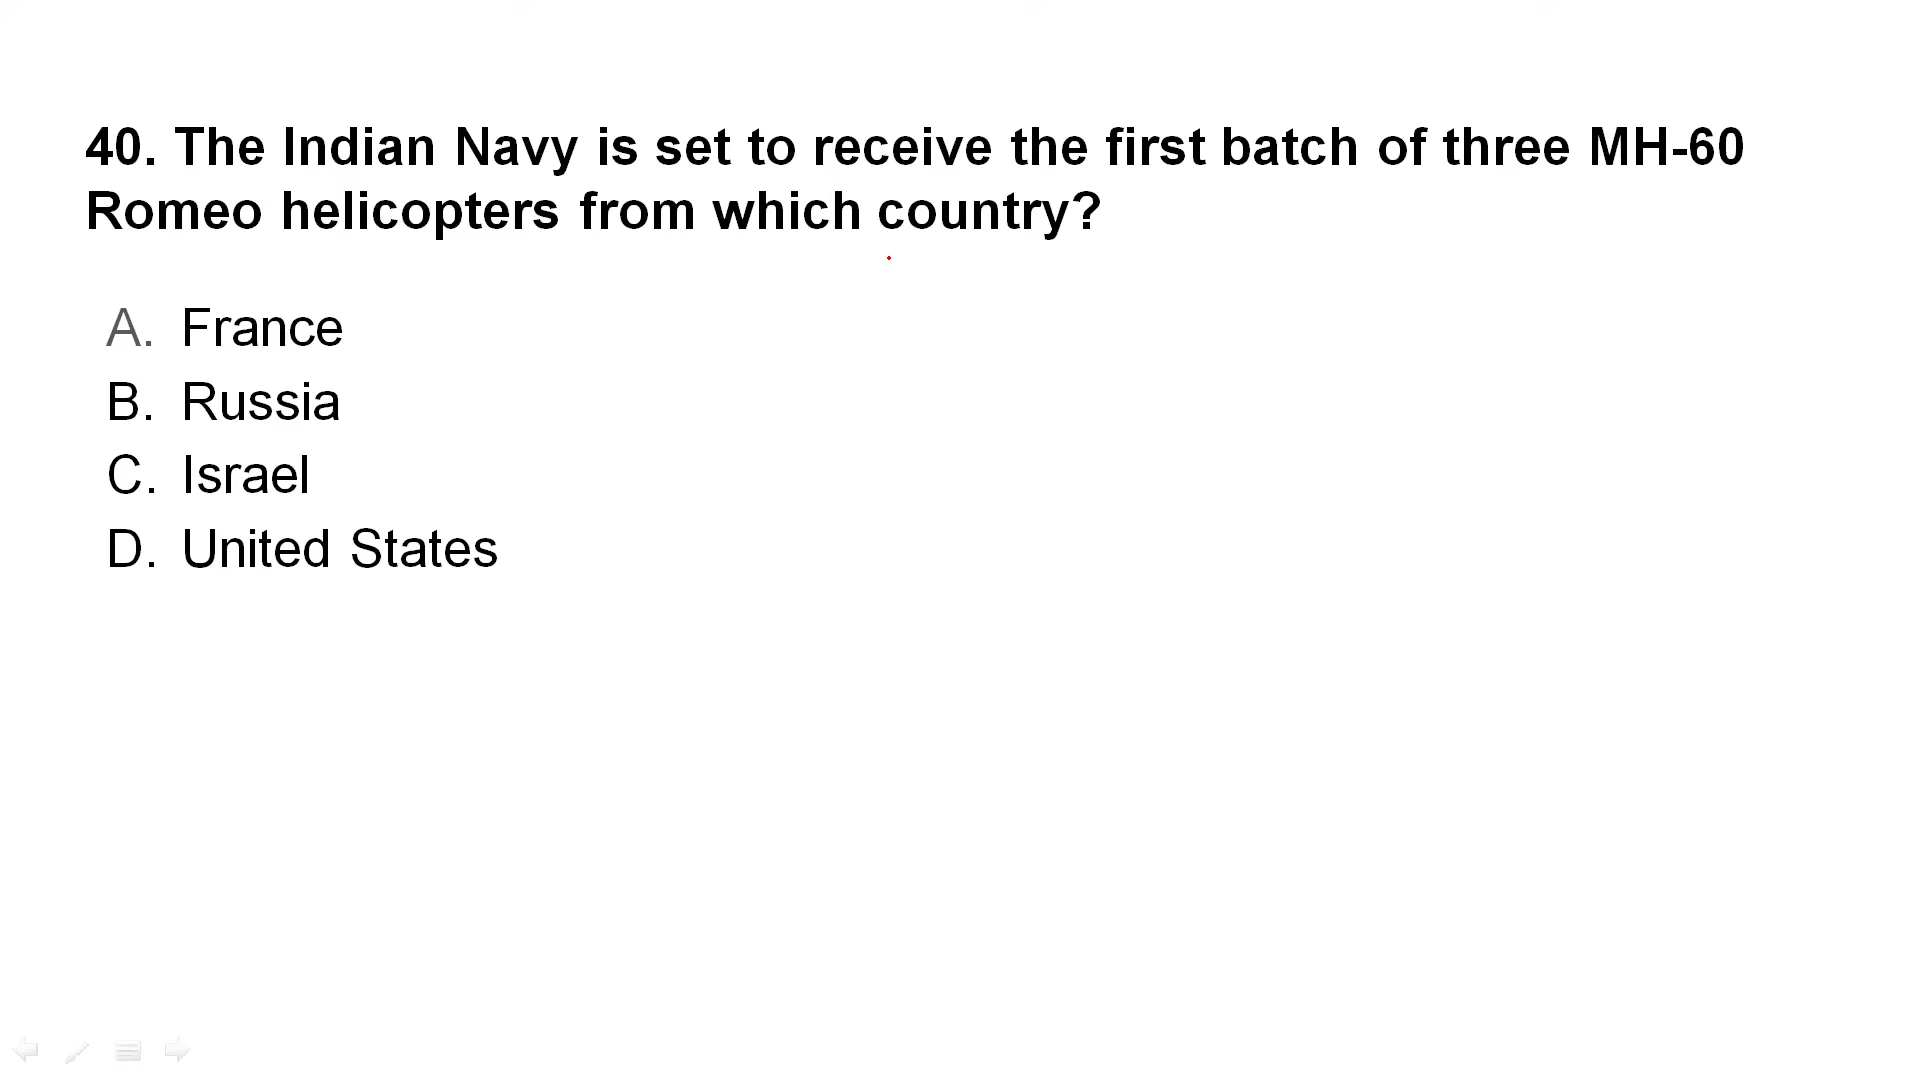 40. The Indian Navy is set to receive the first batch of three MH-60
Romeo helicopters from which country?
A. France
B. Russia
C. Israel
D. United States